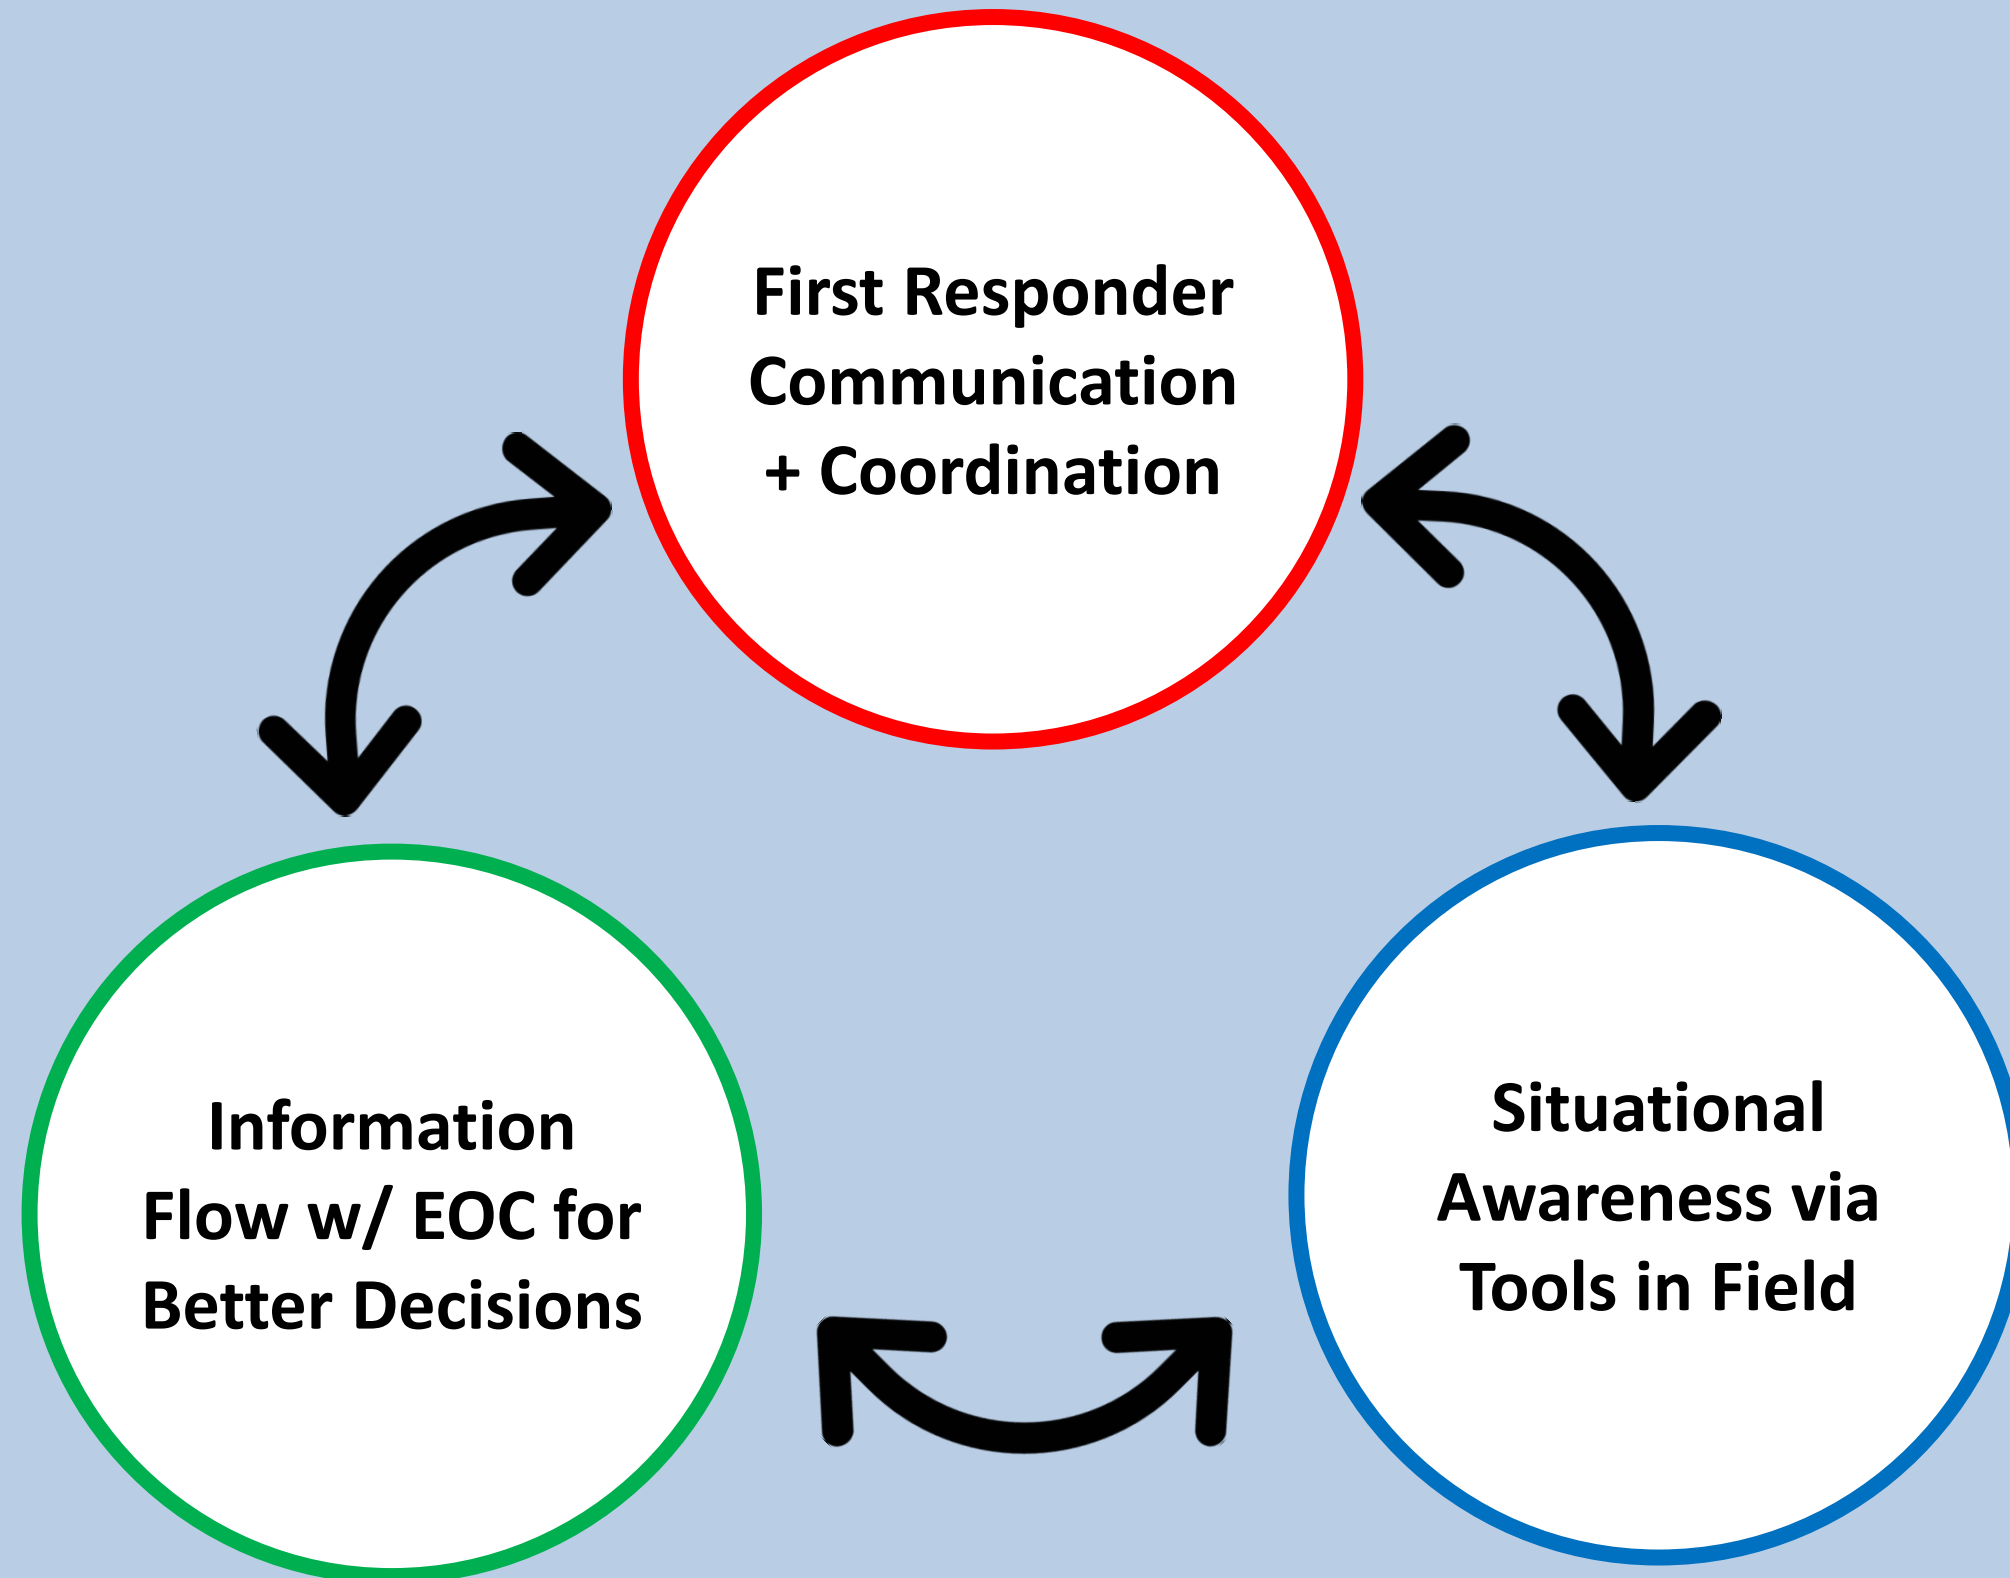 First Responder
Communication
+ Coordination
Information
Flow w/ EOC for
Better Decisions
Situational
Awareness via
Tools in Field